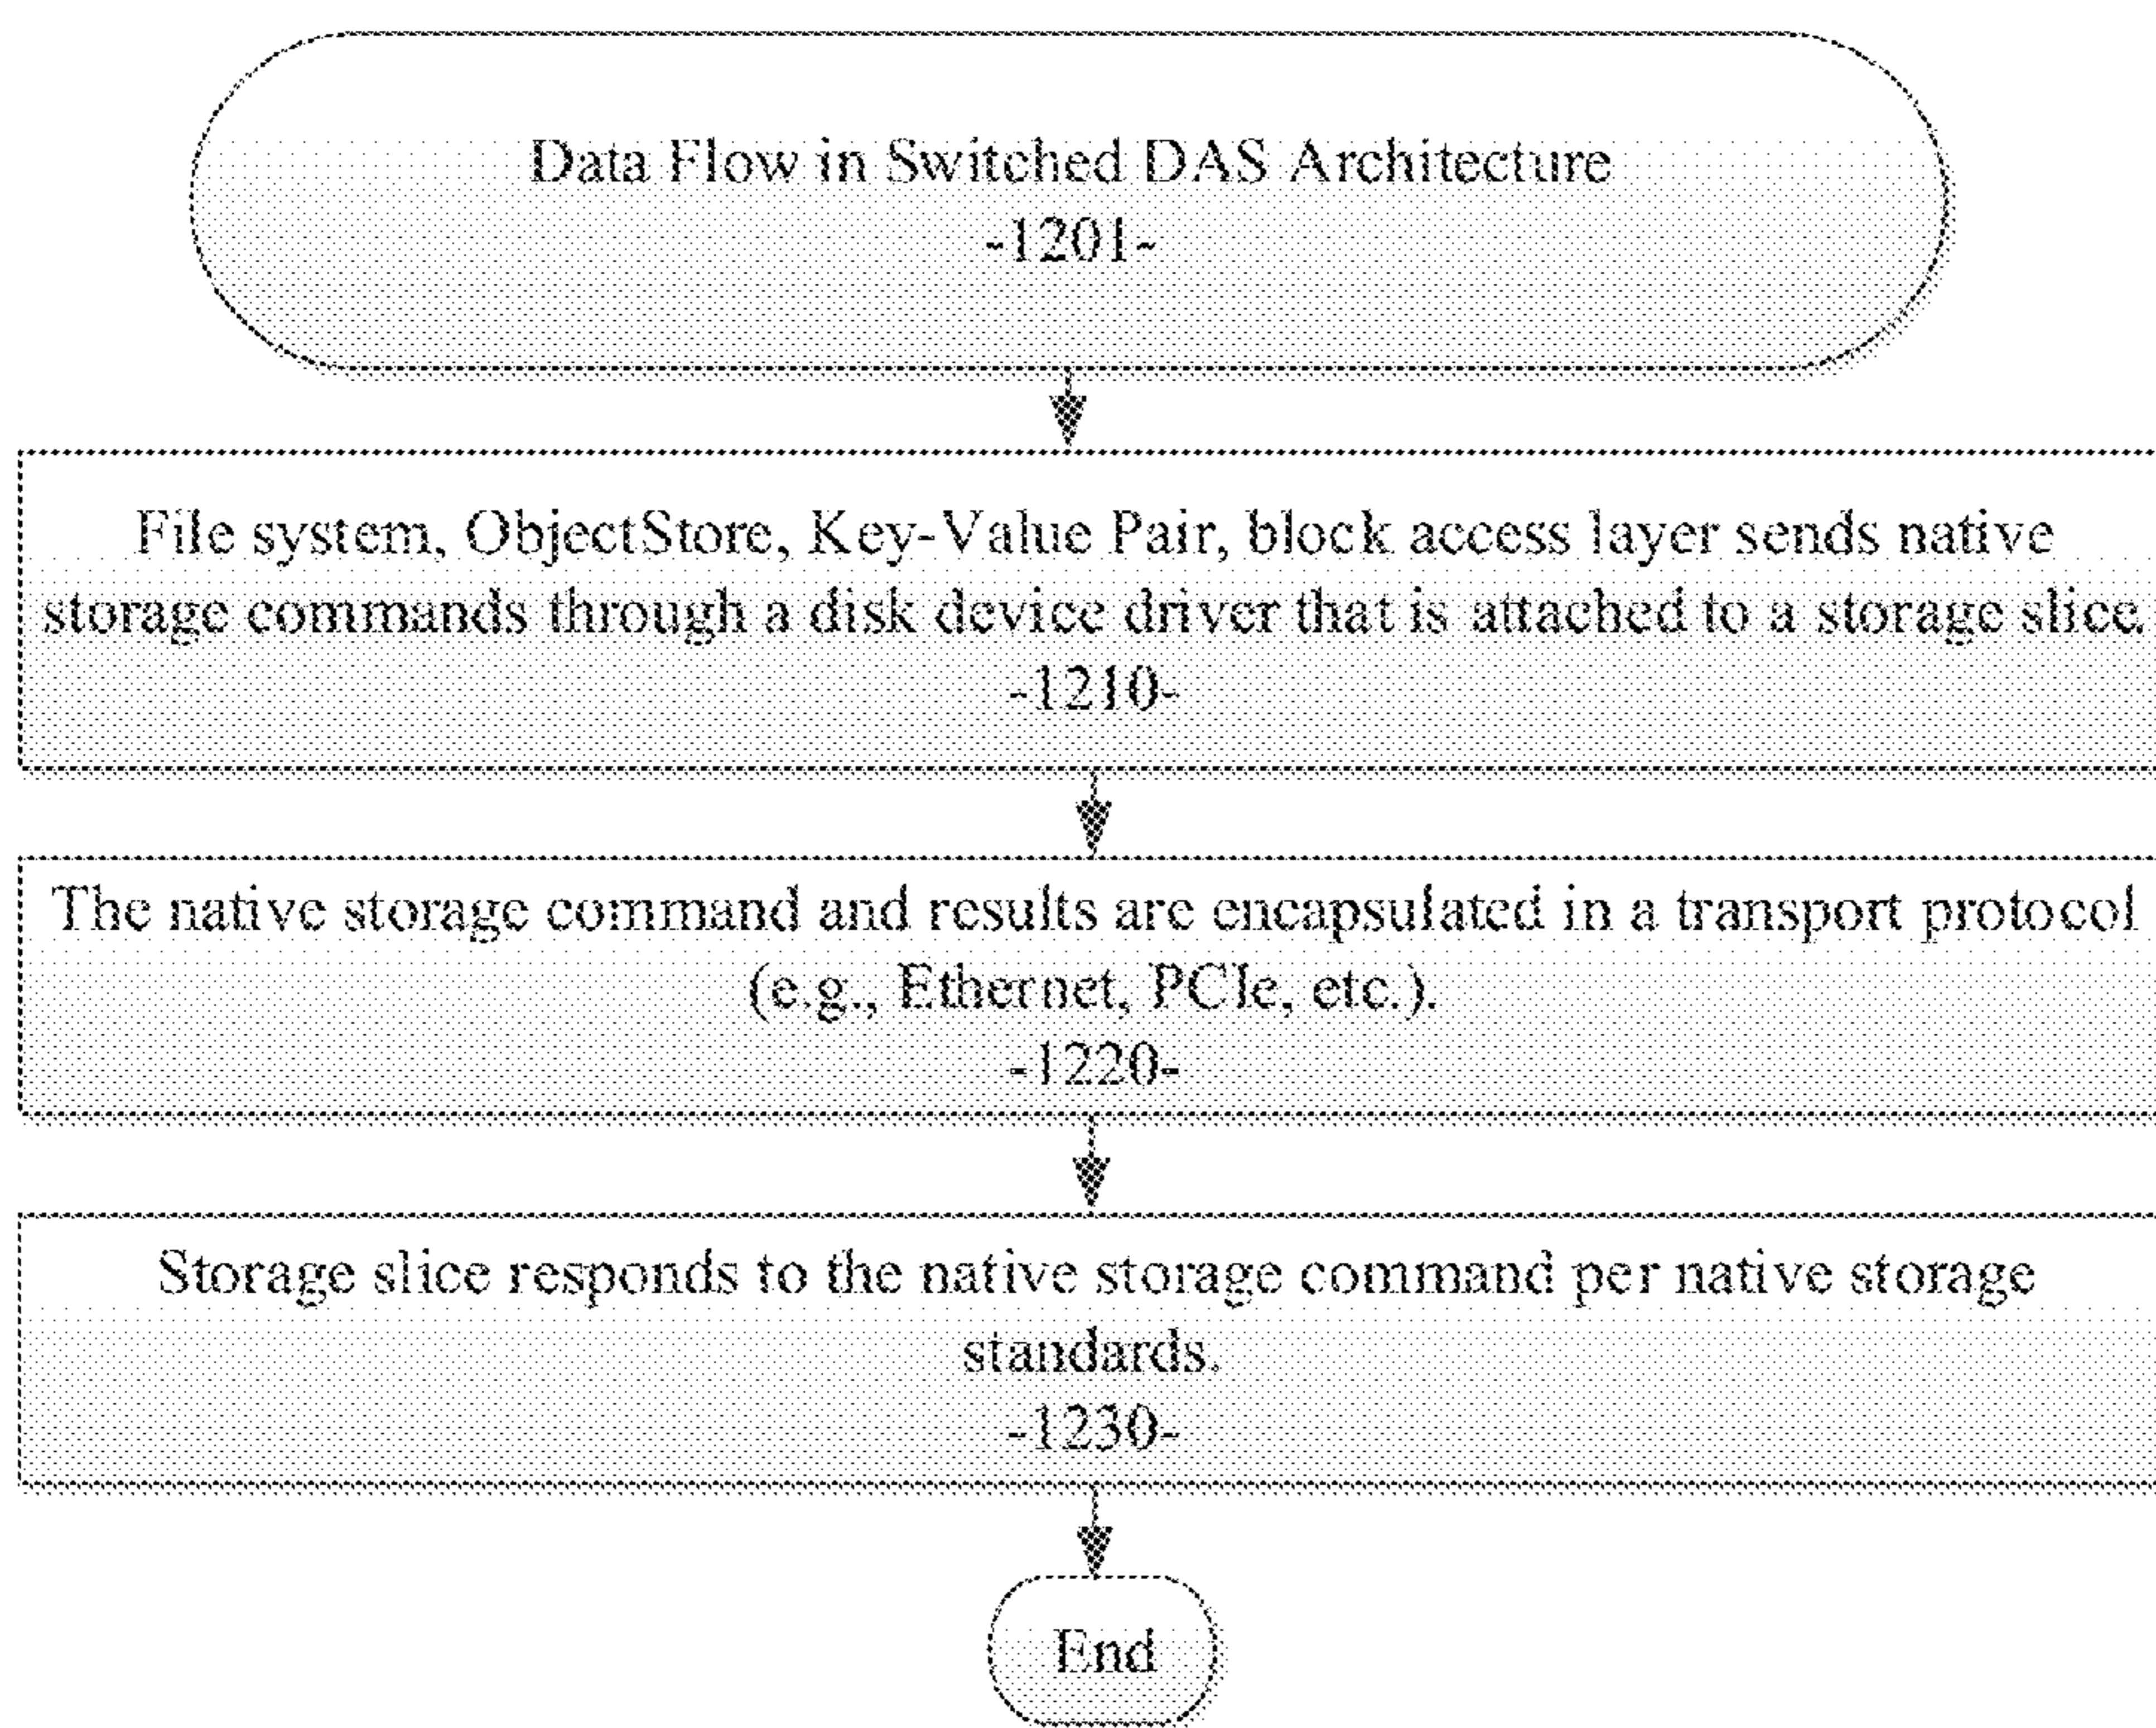 Data Flow in Switched DAS Architecture
-1201-
File system, ObjectStore, Key-Value Pair, block access layer sends native
storage commands through a disk device driver that is attached to a storage slice.
-1210-
The native storage command and results are encapsulated in a transport protocol
(e.g., Ethernet, PCIe, etc.).
-1220-
Storage slice responds to the native storage command per native storage
standards.
-1230-
End